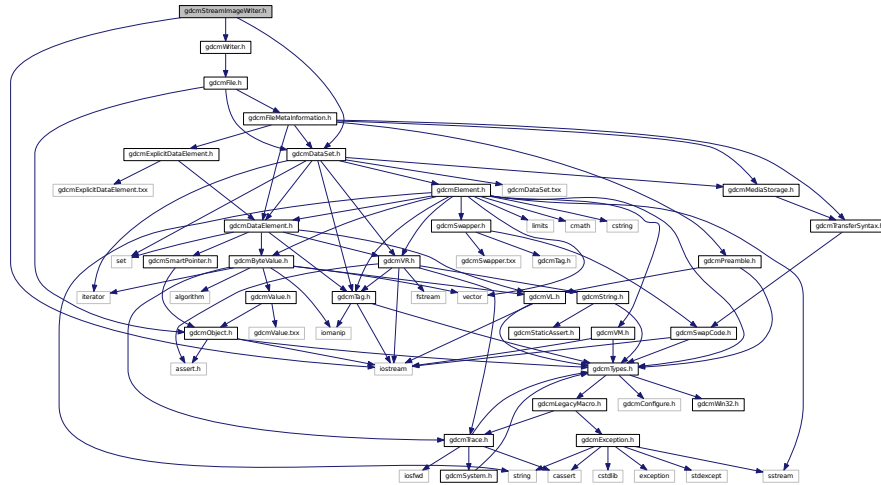 gdcmStreamImageWriter.h
gdcmWriter.h
gdcmFile.h
gdcmFileMetaInformation.h
gdcmExplicitDataElement.h
gdcmDataSet.h
gdcmExplicitDataElement.txx
gdcmElement.h
gdcmDataSet.txx
gdcmMediaStorage.h
gdcmDataElement.h
gdcmSwapper.h
limits
cmath
cstring
gdcmTransferSyntax.h
set
gdcmSmartPointer.h
gdcmByteValue.h
gdcmVR.h
gdcmSwapper.txx
gdcmTag.h
gdcmPreamble.h
iterator
algorithm
gdcmValue.h
gdcmTag.h
fstream
vector
gdcmVL.h
gdcmString.h
gdcmObject.h
gdcmValue.txx
iomanip
gdcmStaticAssert.h
gdcmVM.h
gdcmSwapCode.h
assert.h
iostream
gdcmTypes.h
gdcmLegacyMacro.h
gdcmConfigure.h
gdcmWin32.h
gdcmTrace.h
gdcmException.h
iosfwd
gdcmSystem.h
string
cassert
cstdlib
exception
stdexcept
sstream